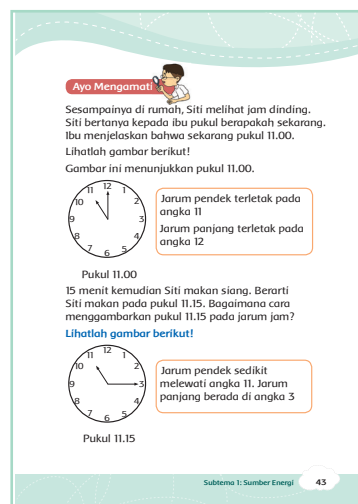 Ayo Mengamati
Sesampainya di rumah, Siti melihat jam dinding.
Siti bertanya kepada ibu pukul berapakah sekarang.
Ibu menjelaskan bahwa sekarang pukul 11.00.
Lihatlah gambar berikut!
Gambar ini menunjukkan pukul 11.00.
11 12 1
10 2
9 3
8 4
7 6 5
Jarum pendek terletak pada
angka 11
Jarum panjang terletak pada
angka 12
Pukul 11.00
15 menit kemudian Siti makan siang. Berarti
Siti makan pada pukul 11.15. Bagaimana cara
menggambarkan pukul 11.15 pada jarum jam?
Lihatlah gambar berikut!
11 12 1
10 2
9 3
8 4
7 6 5
Jarum pendek sedikit
melewati angka 11. Jarum
panjang berada di angka 3
Pukul 11.15
Subtema 1: Sumber Energi 43